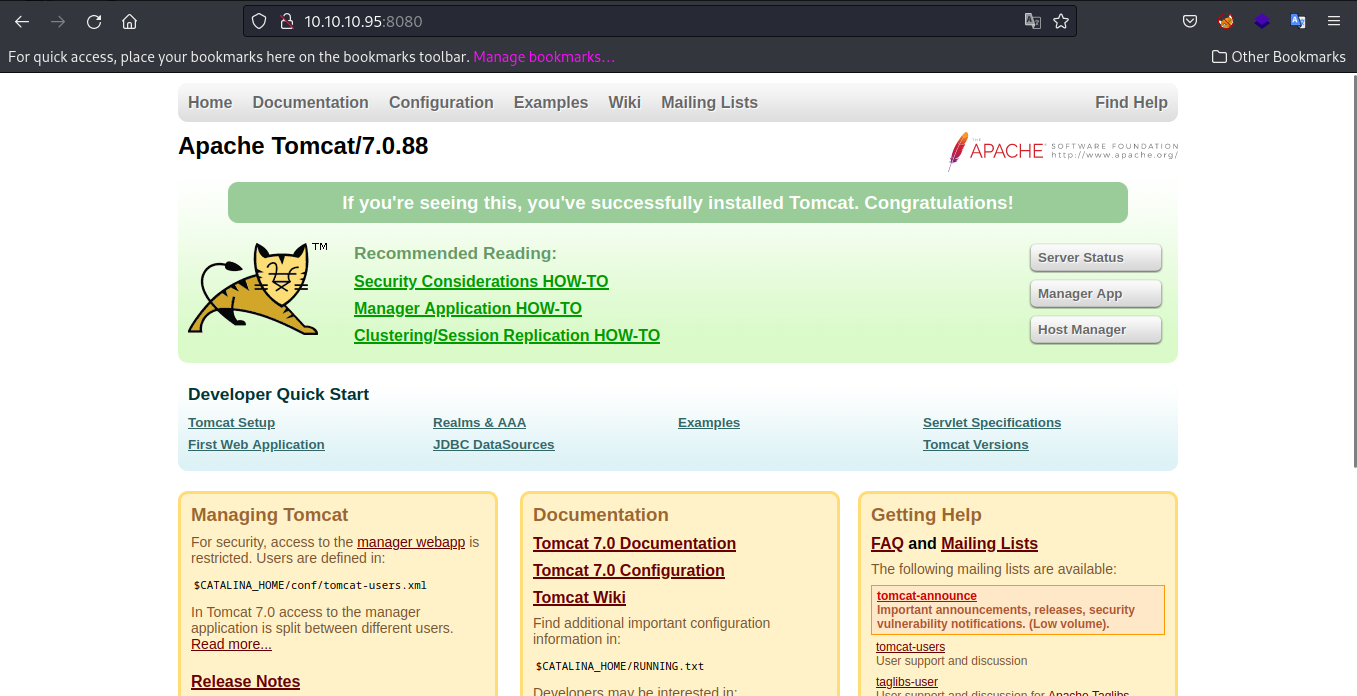 10.10.10.95:8080
For quick access, place your bookmarks here on the bookmarks toolbar. Manage bookmarks...
Other Bookmarks
Home Documentation Configuration Examples Wiki Mailing Lists Find Help
Apache Tomcat/7.0.88
THE APACHE SOFTWARE FOUNDATION
http://www.apache.org/
If you're seeing this, you've successfully installed Tomcat. Congratulations!
TM
Recommended Reading:
Security Considerations HOW-TO
Manager Application HOW-TO
Clustering/Session Replication HOW-TO
Server Status
Manager App
Host Manager
Developer Quick Start
Tomcat Setup
First Web Application
Realms & AAA
JDBC DataSources
Examples
Servlet Specifications
Tomcat Versions
Managing Tomcat
For security, access to the manager webapp is
restricted. Users are defined in:
$CATALINA_HOME/conf/tomcat-users.xml
In Tomcat 7.0 access to the manager
application is split between different users.
Read more...
Release Notes
Documentation
Tomcat 7.0 Documentation
Tomcat 7.0 Configuration
Tomcat Wiki
Find additional important configuration
information in:
$CATALINA_HOME/RUNNING.txt
Developers may be interested in:
Getting Help
FAQ and Mailing Lists
The following mailing lists are available:
tomcat-announce
Important announcements, releases, security
vulnerability notifications. (Low volume).
tomcat-users
User support and discussion
taglibs-user
User support and discussion for Apache Taglibs